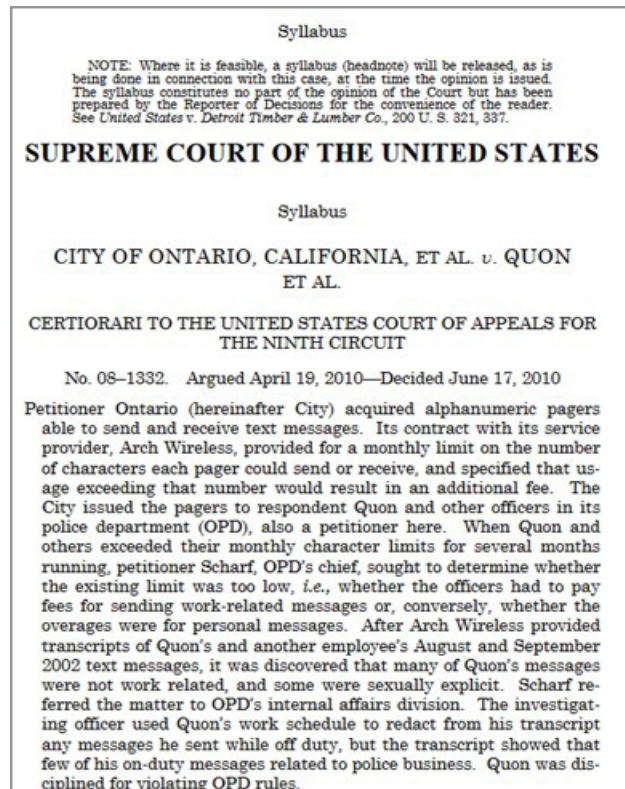 Syllabus
NOTE: Where it is feasible, a syllabus (headnote) will be released, as is
being done in connection with this case, at the time the opinion is issued.
The syllabus constitutes no part of the opinion of the Court but has been
prepared by the Reporter of Decisions for the convenience of the reader.
See United States v. Detroit Timber & Lumber Co., 200 U. S. 321, 337.
SUPREME COURT OF THE UNITED STATES
Syllabus
CITY OF ONTARIO, CALIFORNIA, ET AL. v. QUON
ET AL.
CERTIORARI TO THE UNITED STATES COURT OF APPEALS FOR
THE NINTH CIRCUIT
No. 08–1332. Argued April 19, 2010—Decided June 17, 2010
Petitioner Ontario (hereinafter City) acquired alphanumeric pagers
able to send and receive text messages. Its contract with its service
provider, Arch Wireless, provided for a monthly limit on the number
of characters each pager could send or receive, and specified that us-
age exceeding that number would result in an additional fee. The
City issued the pagers to respondent Quon and other officers in its
police department (OPD), also a petitioner here. When Quon and
others exceeded their monthly character limits for several months
running, petitioner Scharf, OPD's chief, sought to determine whether
the existing limit was too low, i.e., whether the officers had to pay
fees for sending work-related messages or, conversely, whether the
overages were for personal messages. After Arch Wireless provided
transcripts of Quon's and another employee's August and September
2002 text messages, it was discovered that many of Quon's messages
were not work related, and some were sexually explicit. Scharf re-
ferred the matter to OPD's internal affairs division. The investigat-
ing officer used Quon's work schedule to redact from his transcript
any messages he sent while off duty, but the transcript showed that
few of his on-duty messages related to police business. Quon was dis-
ciplined for violating OPD rules.